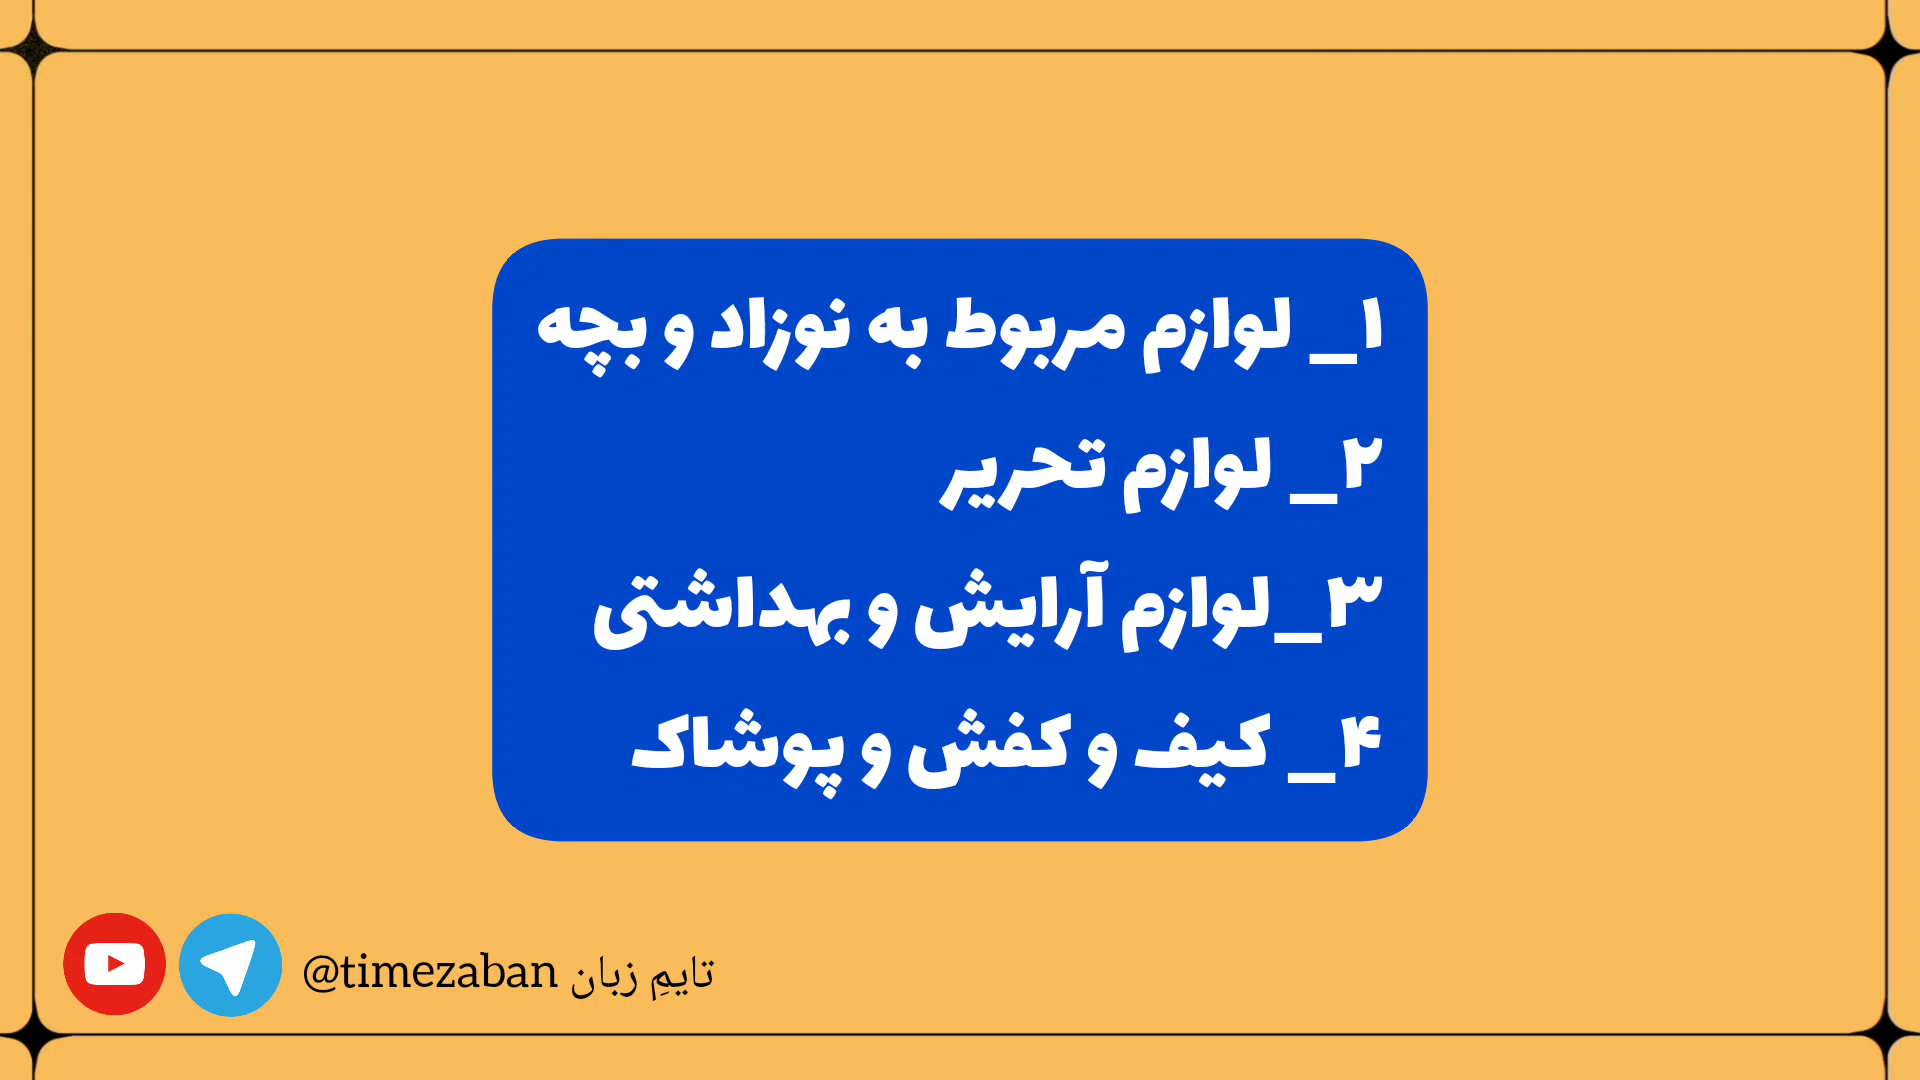 ۱_ لوازم مربوط به نوزاد و بچه
۲_ لوازم تحریر
۳_لوازم آرایش و بهداشتی
۴_ کیف و کفش و پوشاک
@timezaban تایمِ زبان